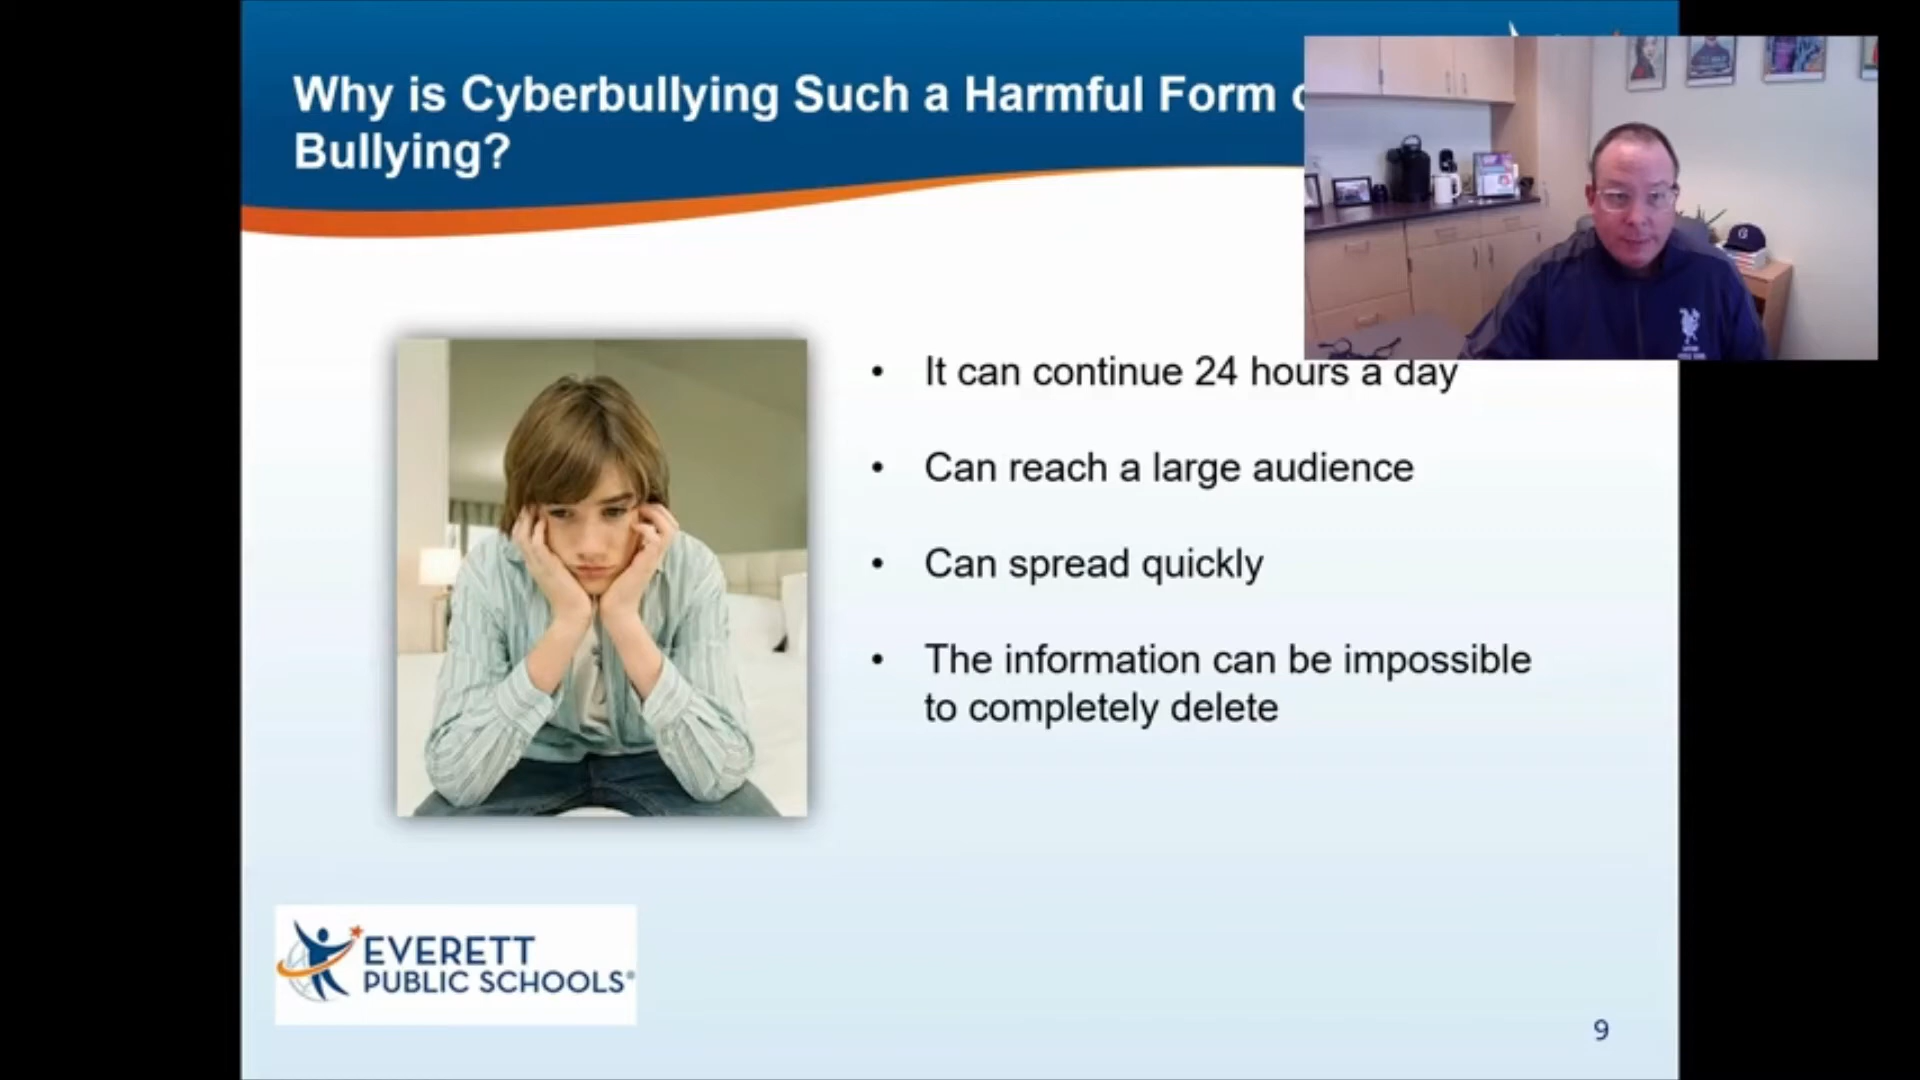 Why is Cyberbullying Such a Harmful Form
Bullying?
• It can continue 24 hours a day
• Can reach a large audience
• Can spread quickly
• The information can be impossible
to completely delete
EVERETT
PUBLIC SCHOOLS®
9